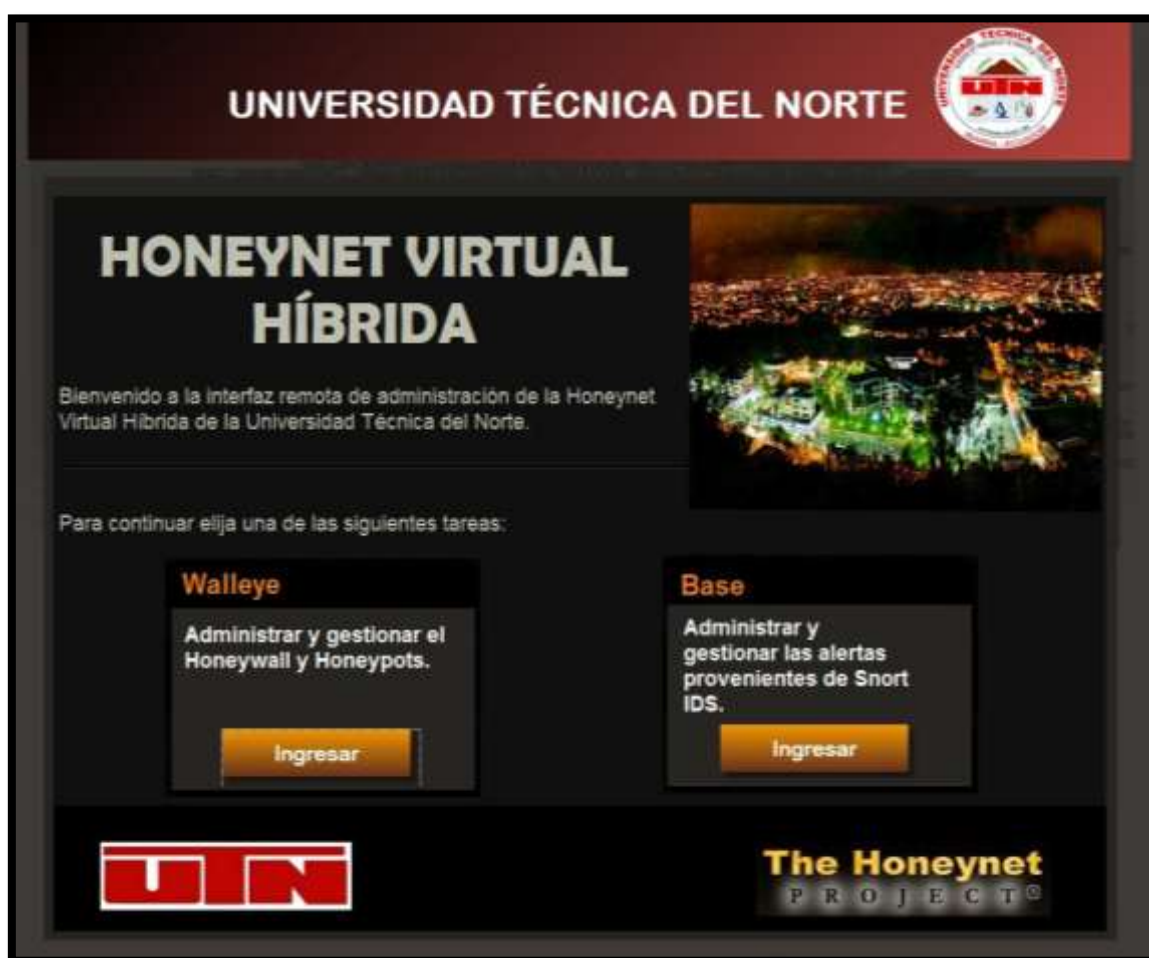 UNIVERSIDAD TÉCNICA DEL NORTE
UTN
HONEYNET VIRTUAL
HÍBRIDA
Bienvenido a la interfaz remota de administración de la Honeynet
Virtual Híbrida de la Universidad Técnica del Norte.
Para continuar elija una de las siguientes tareas:
Walleye
Administrar y gestionar el
Honeywall y Honeypots.
Ingresar
Base
Administrar y
gestionar las alertas
provenientes de Snort
IDS.
Ingresar
UTN
The Honeynet
PROJECT